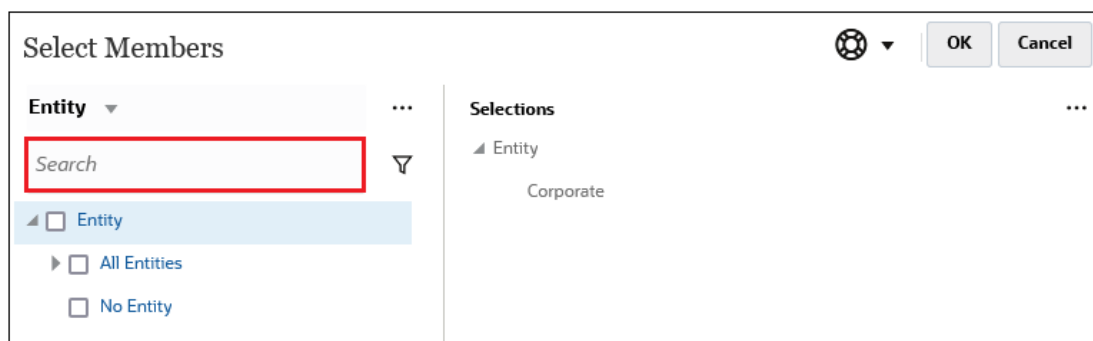 Select Members
OK
Cancel
Entity
...
Selections
...
Search
Entity
Corporate
Entity
All Entities
No Entity